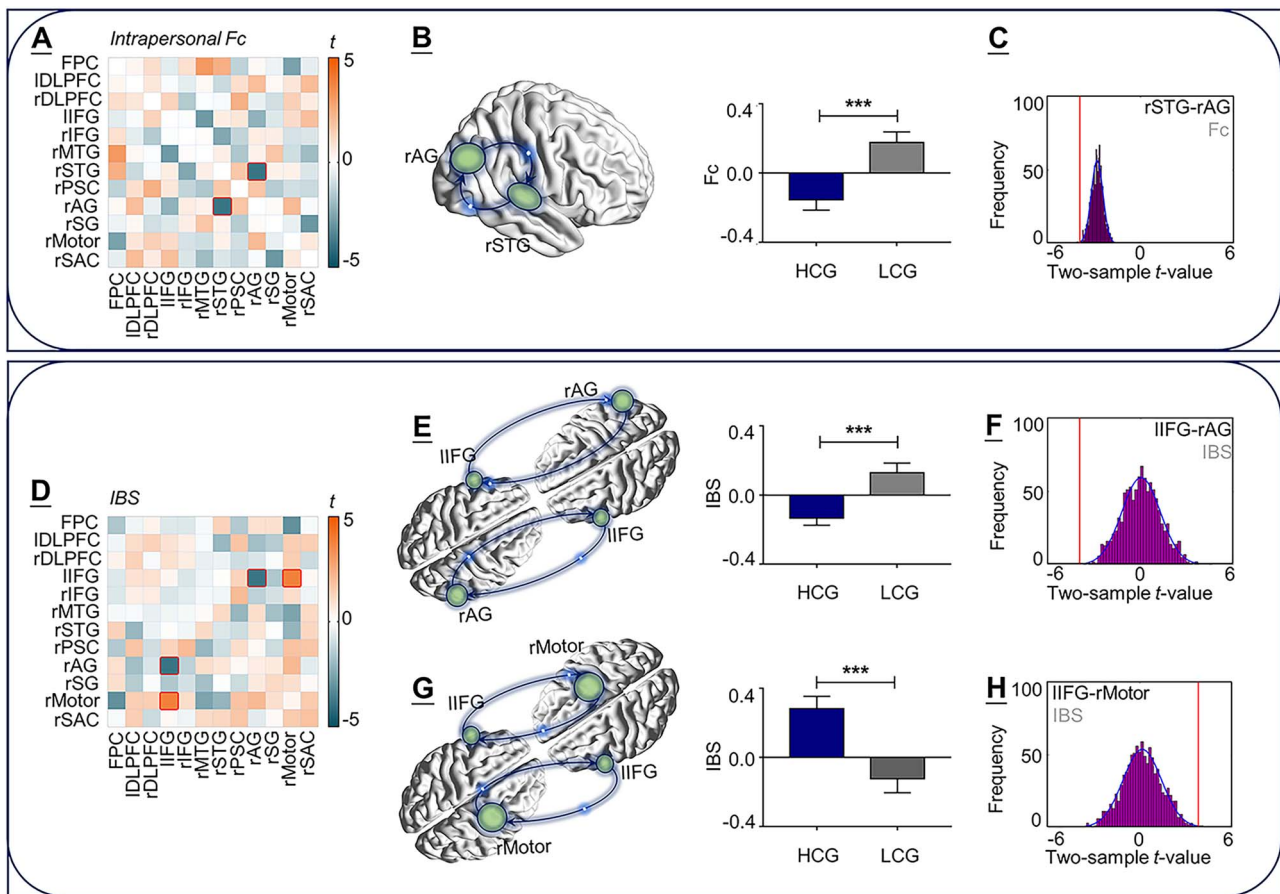 A
Intrapersonal Fc
t
FPC
lDLPFC
rDLPFC
lIFG
rIFG
rMTG
rSTG
rPSC
rAG
rSG
rMotor
rSAC
5
0
-5
FPC
lDLPFC
rDLPFC
lIFG
rIFG
rMTG
rSTG
rPSC
rAG
rSG
rMotor
rSAC
B
rAG
rSTG
Fc
0.4
0.0
-0.4
***
HCG
LCG
C
rSTG-rAG
Fc
Frequency
100
50
0
-6
0
6
Two-sample t-value
D
IBS
t
FPC
lDLPFC
rDLPFC
lIFG
rIFG
rMTG
rSTG
rPSC
rAG
rSG
rMotor
rSAC
5
0
-5
FPC
lDLPFC
rDLPFC
lIFG
rIFG
rMTG
rSTG
rPSC
rAG
rSG
rMotor
rSAC
E
rAG
lIFG
lIFG
rAG
IBS
0.4
0.0
-0.4
***
HCG
LCG
F
lIFG-rAG
IBS
Frequency
100
50
0
-6
0
6
Two-sample t-value
G
rMotor
lIFG
lIFG
rMotor
IBS
0.4
0.0
-0.4
***
HCG
LCG
H
lIFG-rMotor
IBS
Frequency
100
50
0
-6
0
6
Two-sample t-value